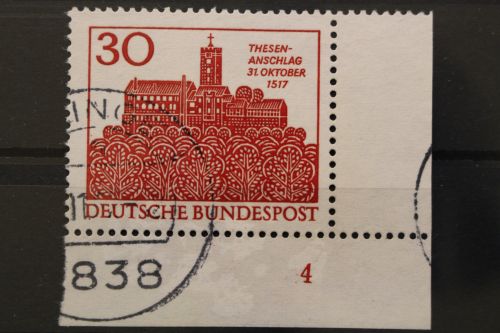 30
THESEN-
ANSCHLAG
31. OKTOBER
1517
DEUTSCHE BUNDESPOST
838
4